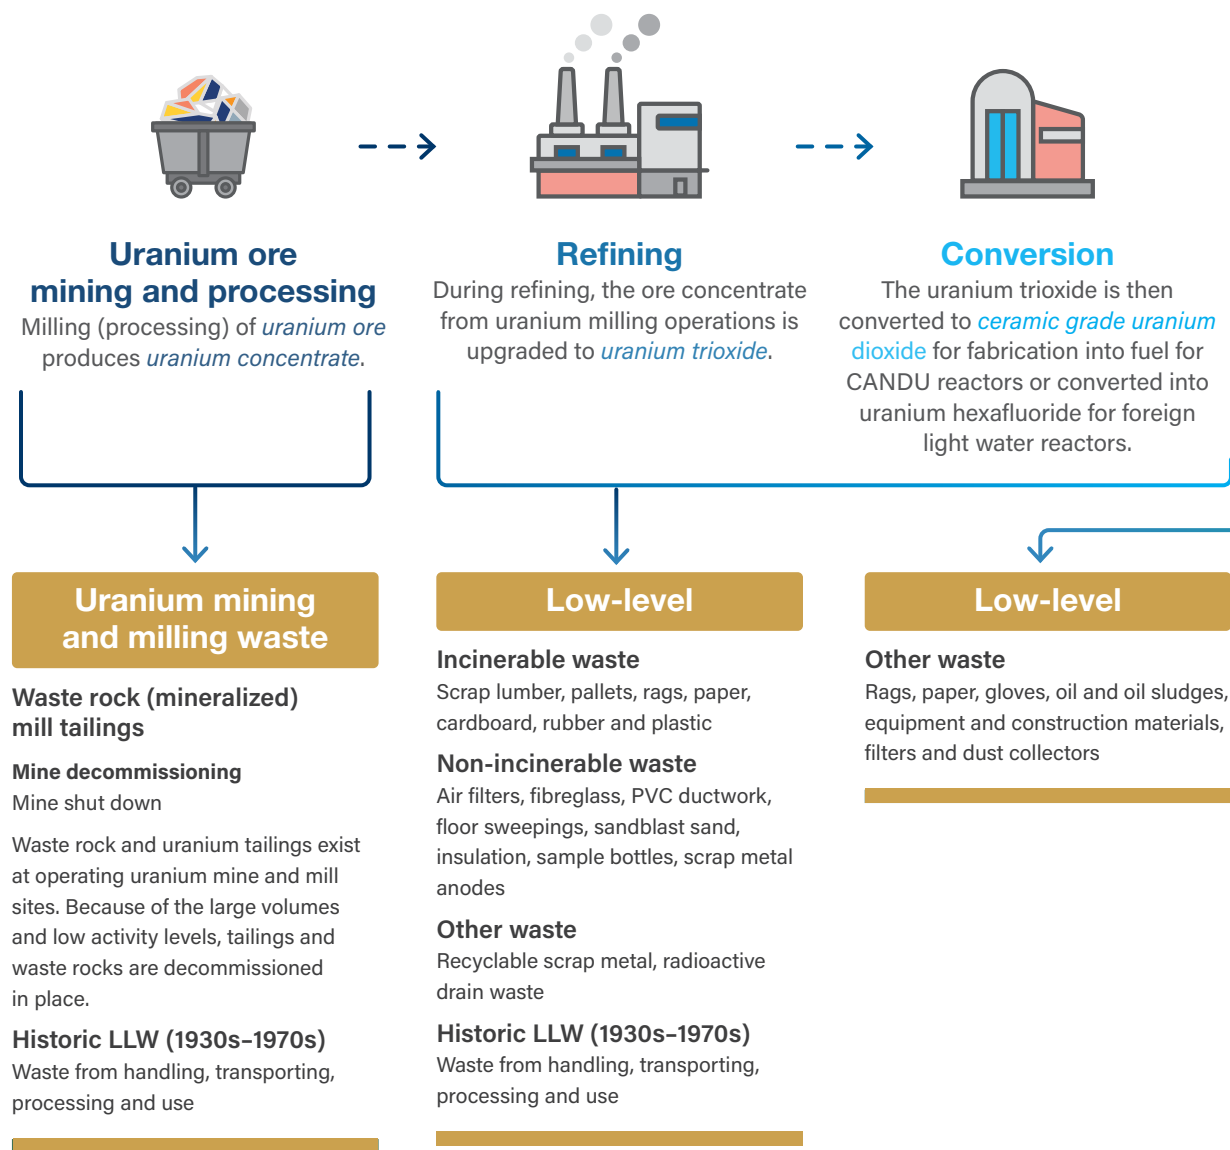 Uranium ore
mining and processing
Milling (processing) of uranium ore
produces uranium concentrate.
Refining
During refining, the ore concentrate
from uranium milling operations is
upgraded to uranium trioxide.
Conversion
The uranium trioxide is then
converted to ceramic grade uranium
dioxide for fabrication into fuel for
CANDU reactors or converted into
uranium hexafluoride for foreign
light water reactors.
Uranium mining
and milling waste
Waste rock (mineralized)
mill tailings
Mine decommissioning
Mine shut down
Waste rock and uranium tailings exist
at operating uranium mine and mill
sites. Because of the large volumes
and low activity levels, tailings and
waste rocks are decommissioned
in place.
Historic LLW (1930s–1970s)
Waste from handling, transporting,
processing and use
Low-level
Incinerable waste
Scrap lumber, pallets, rags, paper,
cardboard, rubber and plastic
Non-incinerable waste
Air filters, fibreglass, PVC ductwork,
floor sweepings, sandblast sand,
insulation, sample bottles, scrap metal
anodes
Other waste
Recyclable scrap metal, radioactive
drain waste
Historic LLW (1930s–1970s)
Waste from handling, transporting,
processing and use
Low-level
Other waste
Rags, paper, gloves, oil and oil sludges,
equipment and construction materials,
filters and dust collectors